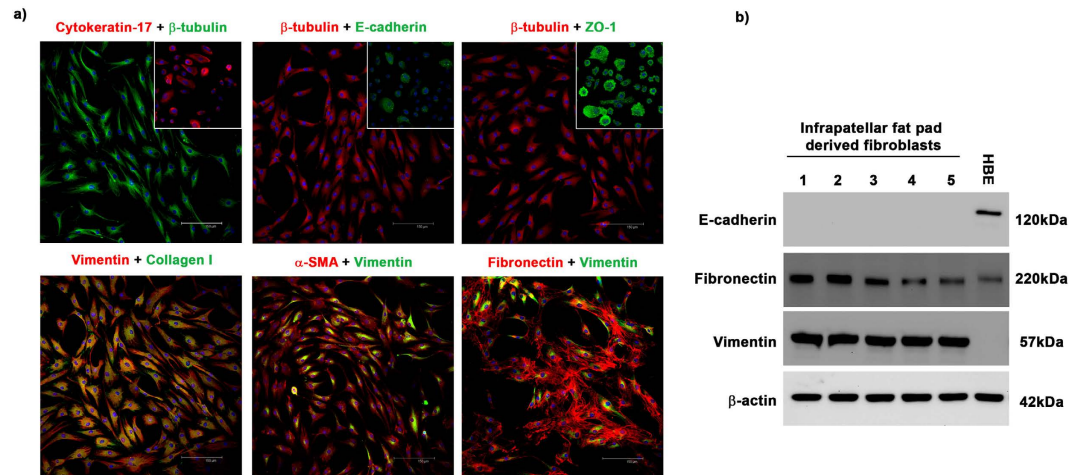 a)
Cytokeratin-17 + β-tubulin
β-tubulin + E-cadherin
β-tubulin + ZO-1
Vimentin + Collagen I
α-SMA + Vimentin
Fibronectin + Vimentin
b)
Infrapatellar fat pad
derived fibroblasts
1 2 3 4 5
HBE
E-cadherin
120kDa
Fibronectin
220kDa
Vimentin
57kDa
β-actin
42kDa